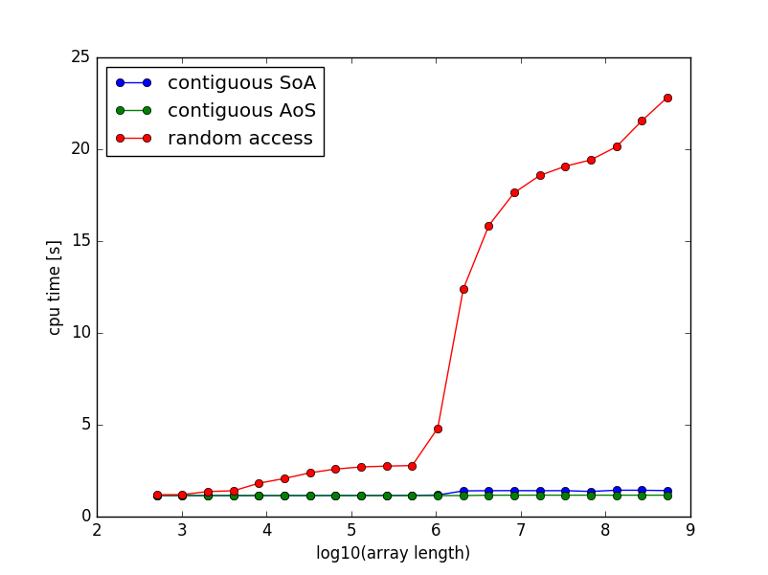 contiguous SoA
contiguous AoS
random access
25
20
15
10
5
0
cpu time [s]
2 3 4 5 6 7 8 9
log10(array length)